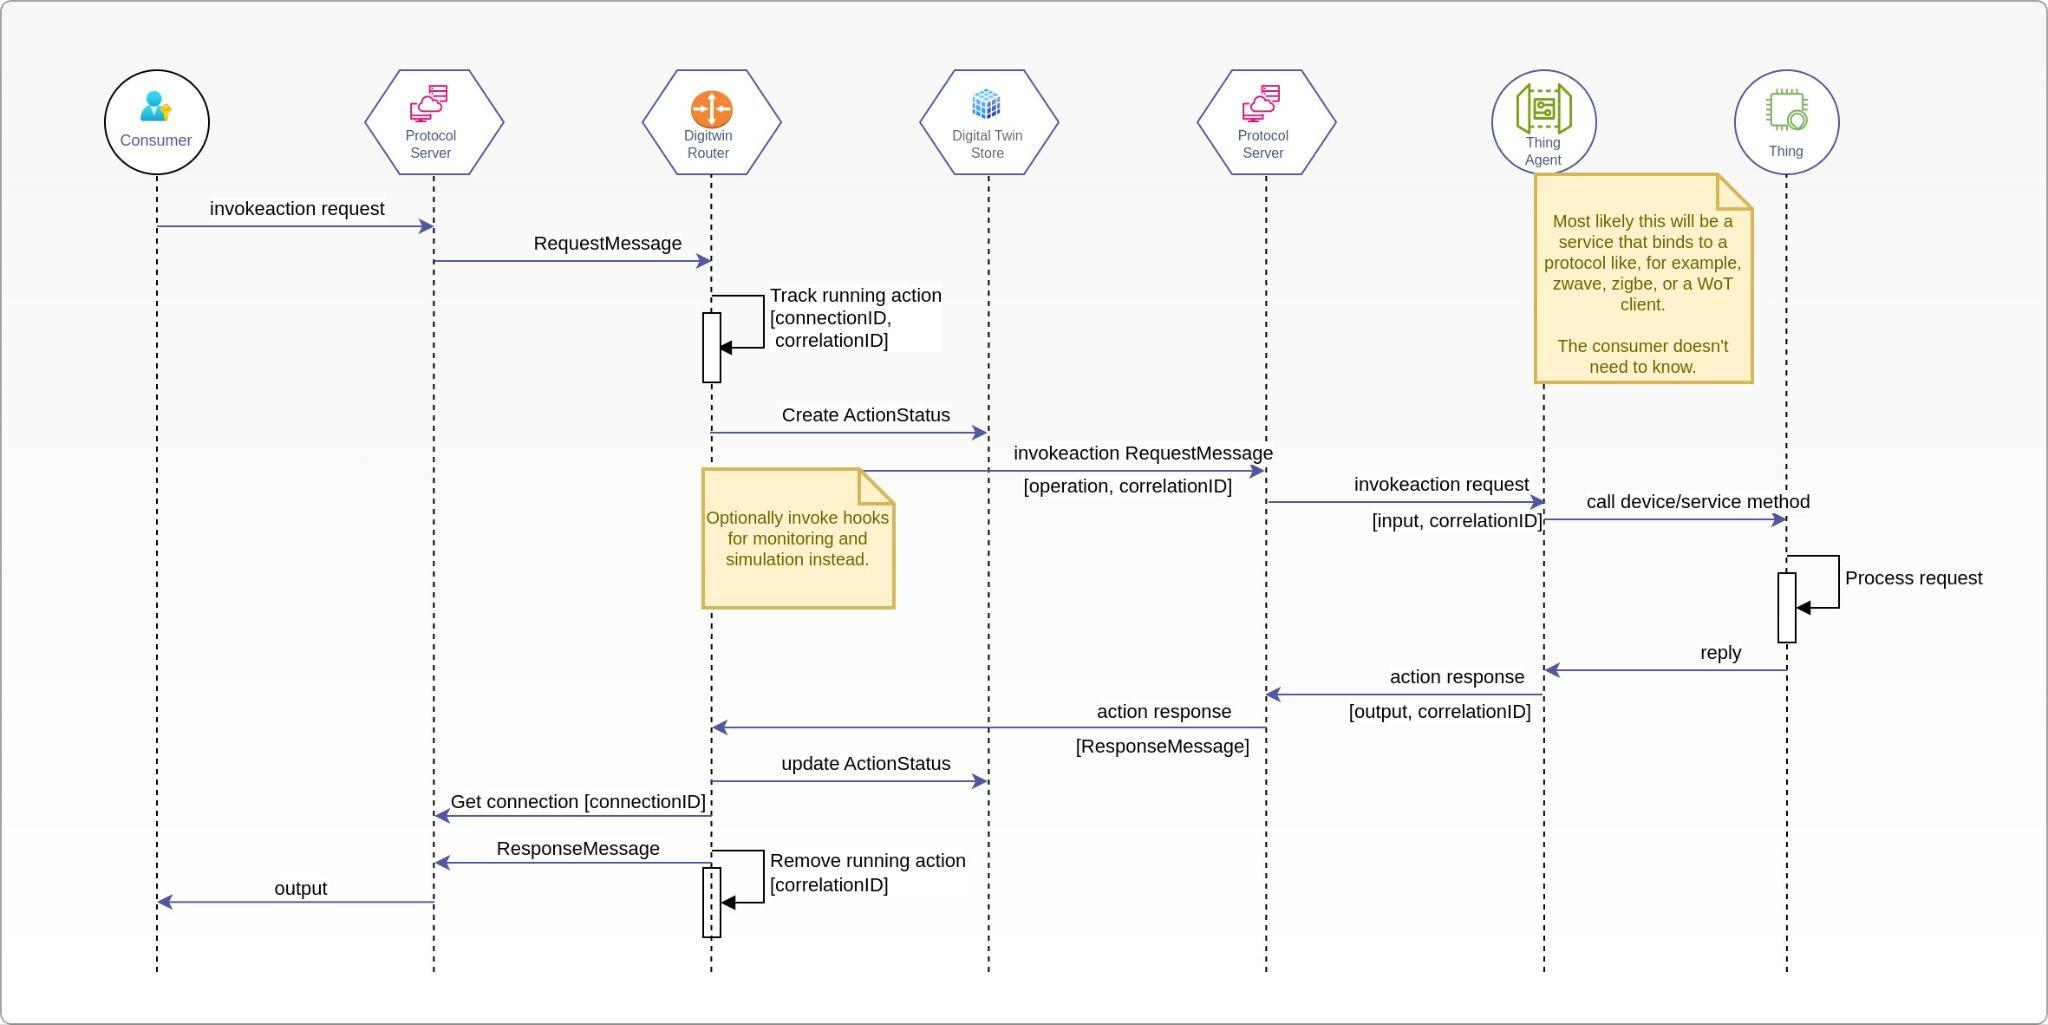 Consumer
Protocol
Server
Digitwin
Router
Digital Twin
Store
Protocol
Server
Thing
Agent
Thing
invokeaction request
RequestMessage
Most likely this will be a
service that binds to a
protocol like, for example,
zwave, zigbe, or a WoT
client.
The consumer doesn't
need to know.
Track running action
[connectionID,
correlationID]
Create ActionStatus
invokeaction RequestMessage
[operation, correlationID]
invokeaction request
[input, correlationID]
call device/service method
Optionally invoke hooks
for monitoring and
simulation instead.
Process request
reply
action response
[output, correlationID]
action response
[ResponseMessage]
update ActionStatus
Get connection [connectionID]
ResponseMessage
Remove running action
[correlationID]
output